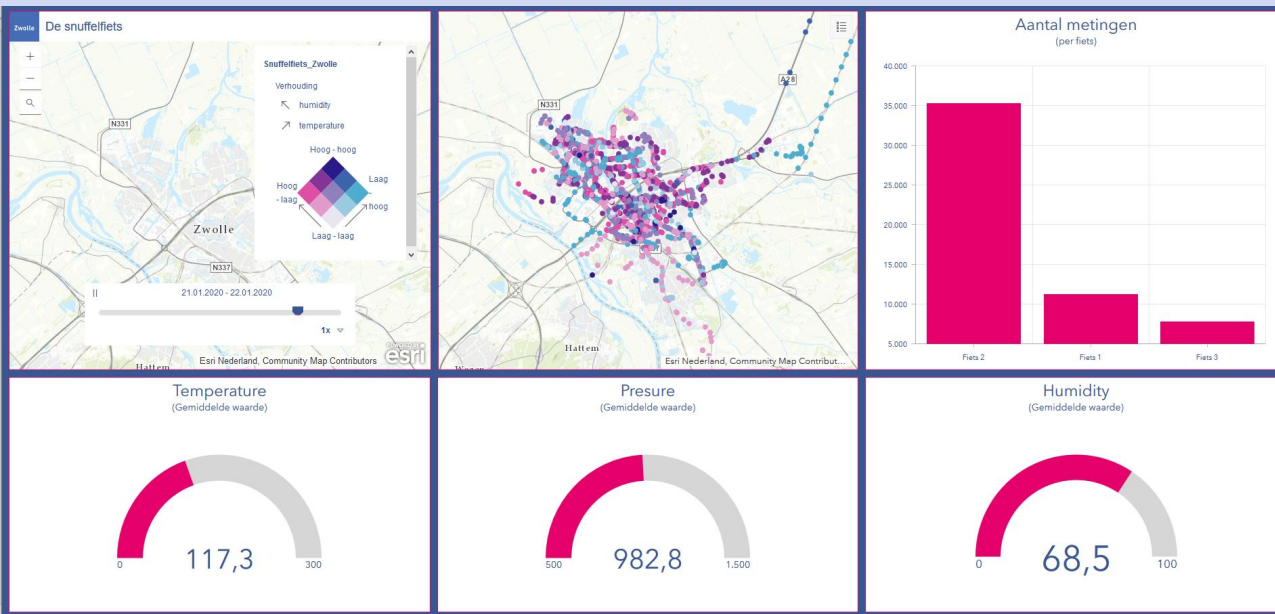 Zwolle
De snuffelfiets
+
−
Snuffelfiets_Zwolle
Verhouding
humidity
temperature
Hoog - hoog
Hoog
- laag
Laag
-
hoog
Laag - laag
N331
Zwolle
N337
21.01.2020 - 22.01.2020
1x
Hattem
Esri Nederland, Community Map Contributors
esri
A28
N331
Hattem
Esri Nederland, Community Map Contribut...
Aantal metingen
(per fiets)
40.000
35.000
30.000
25.000
20.000
15.000
10.000
5.000
Fiets 2
Fiets 1
Fiets 3
Temperature
(Gemiddelde waarde)
117,3
0
300
Presure
(Gemiddelde waarde)
982,8
500
1.500
Humidity
(Gemiddelde waarde)
68,5
0
100